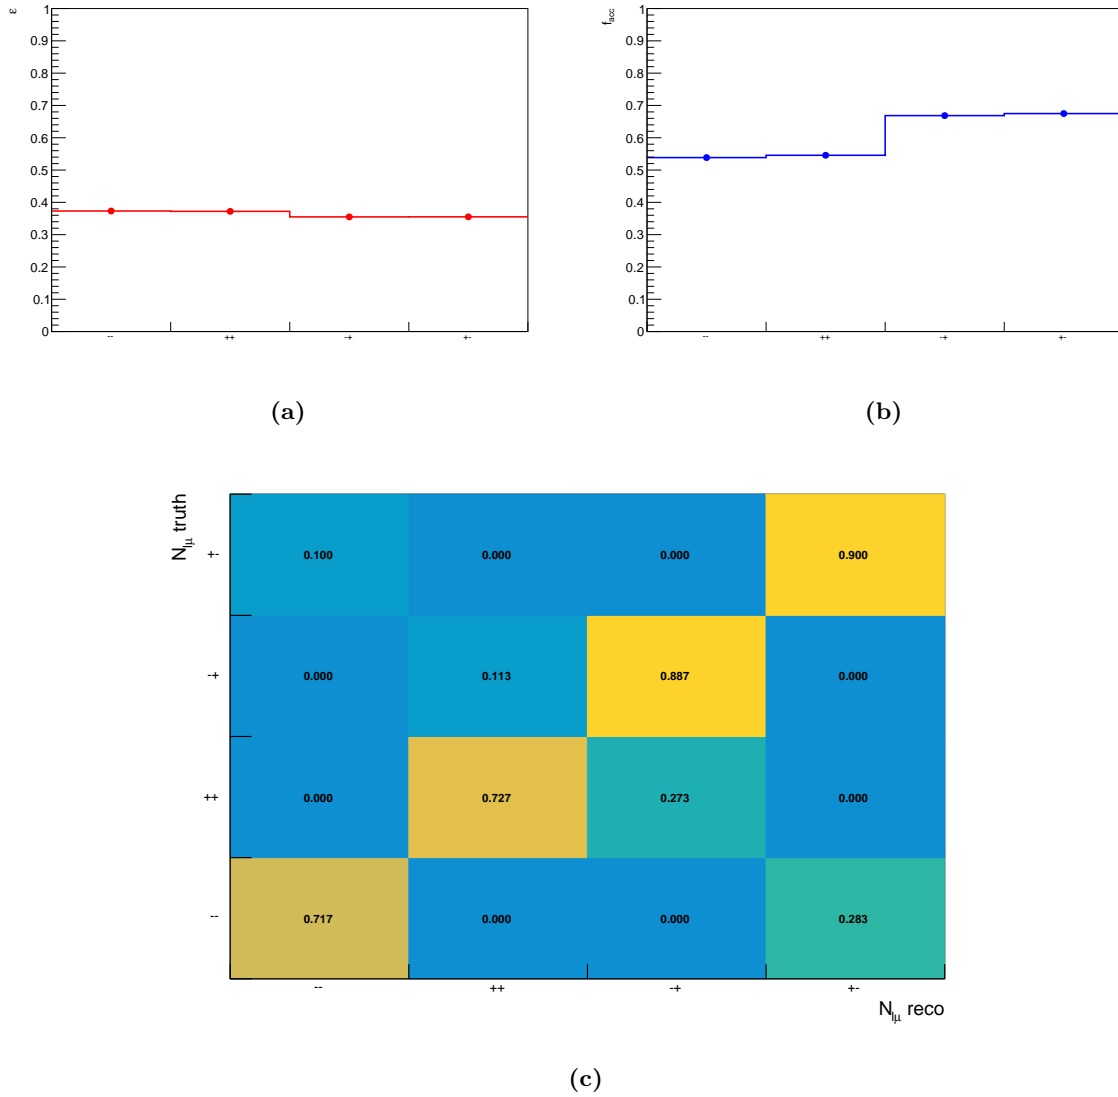 ε
1
0.9
0.8
0.7
0.6
0.5
0.4
0.3
0.2
0.1
0
-- ++ -+ +-
(a)
f_acc
1
0.9
0.8
0.7
0.6
0.5
0.4
0.3
0.2
0.1
0
-- ++ -+ +-
(b)
N_lμ truth
+- 0.100 0.000 0.000 0.900
-+ 0.000 0.113 0.887 0.000
++ 0.000 0.727 0.273 0.000
-- 0.717 0.000 0.000 0.283
-- ++ -+ +-
N_lμ reco
(c)